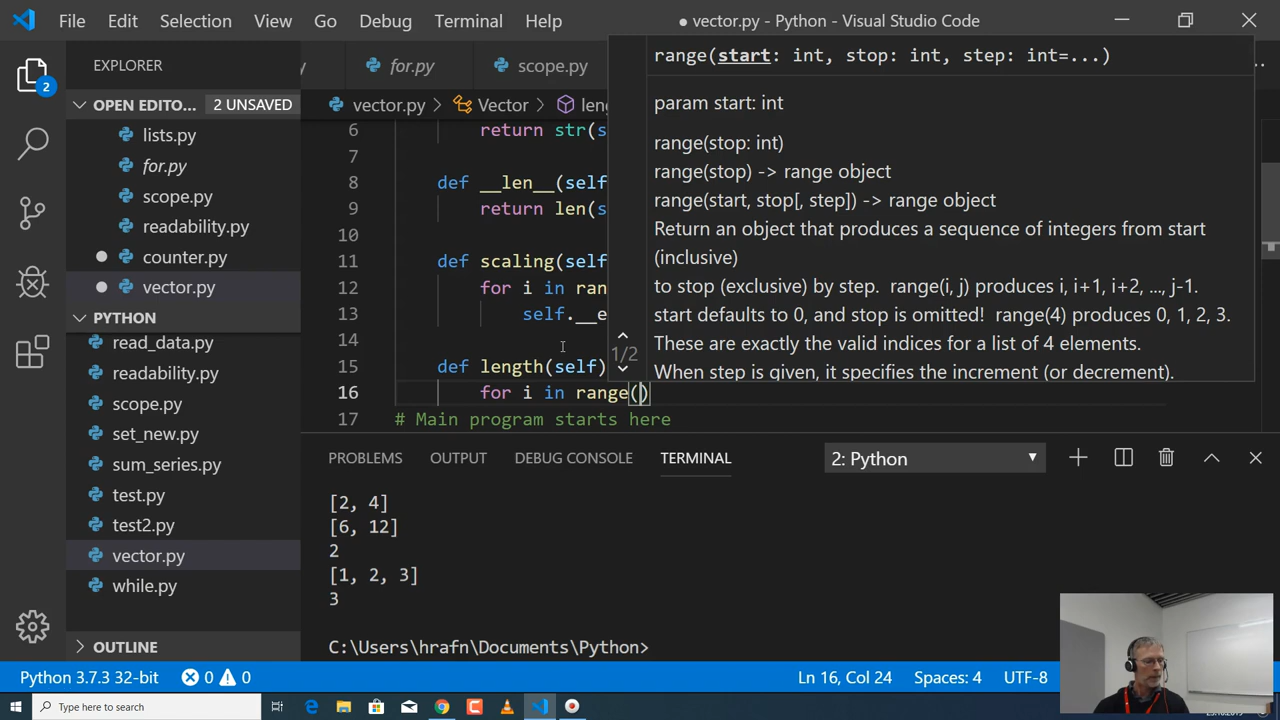 File Edit Selection View Go Debug Terminal Help ● vector.py - Python - Visual Studio Code
EXPLORER
OPEN EDITO... 2 UNSAVED
lists.py
for.py
scope.py
readability.py
counter.py
vector.py
PYTHON
read_data.py
readability.py
scope.py
set_new.py
sum_series.py
test.py
test2.py
vector.py
while.py
OUTLINE
2
for.py scope.py
vector.py > Vector > len
6 return str(s
7
8 def __len__(self
9 return len(s
10
11 def scaling(self
12 for i in ran
13 self.__e
14
15 def length(self)
16 for i in range()
17 # Main program starts here
range(start: int, stop: int, step: int=...)
param start: int
range(stop: int)
range(stop) -> range object
range(start, stop[, step]) -> range object
Return an object that produces a sequence of integers from start
(inclusive)
to stop (exclusive) by step. range(i, j) produces i, i+1, i+2, ..., j-1.
start defaults to 0, and stop is omitted! range(4) produces 0, 1, 2, 3.
These are exactly the valid indices for a list of 4 elements.
When step is given, it specifies the increment (or decrement).
1/2
PROBLEMS OUTPUT DEBUG CONSOLE TERMINAL 2: Python
[2, 4]
[6, 12]
2
[1, 2, 3]
3
C:\Users\hrafn\Documents\Python>
Python 3.7.3 32-bit 0 0 Ln 16, Col 24 Spaces: 4 UTF-8
Type here to search